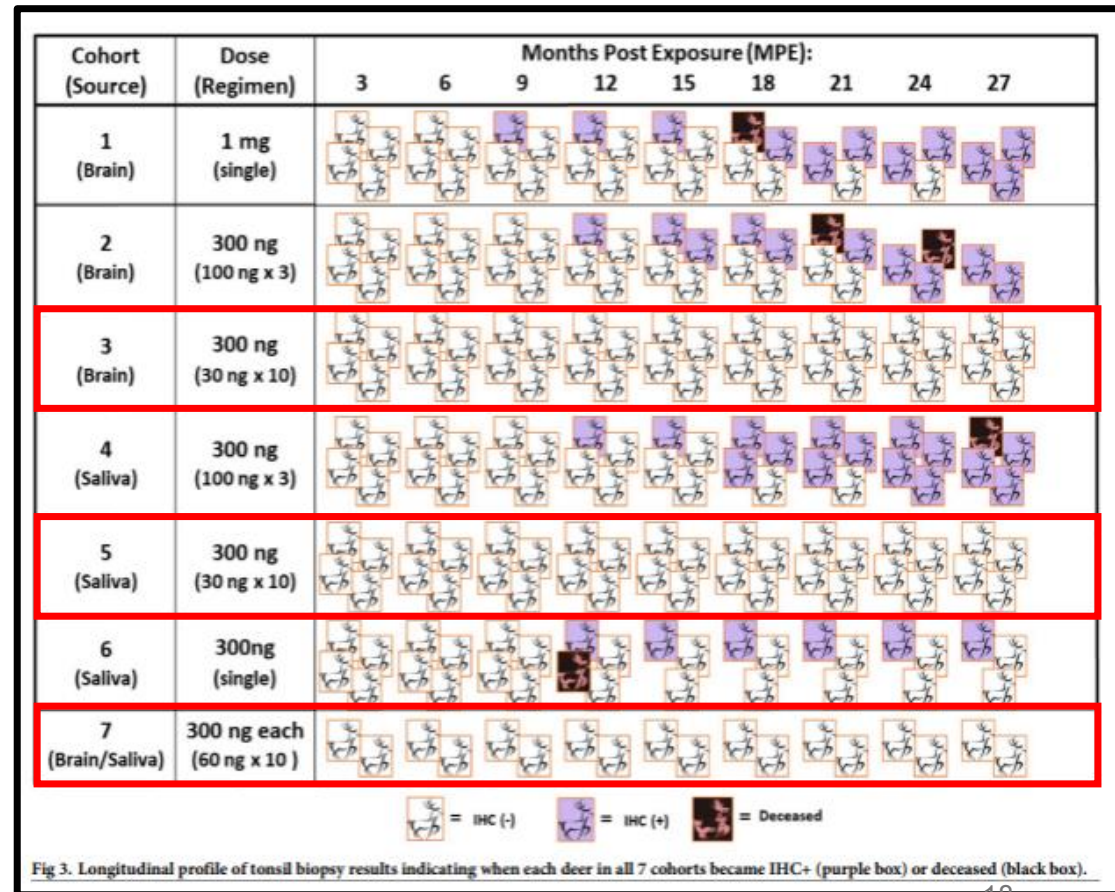 Cohort
(Source)
Dose
(Regimen)
Months Post Exposure (MPE):
3 6 9 12 15 18 21 24 27
1
(Brain)
1 mg
(single)
2
(Brain)
300 ng
(100 ng x 3)
3
(Brain)
300 ng
(30 ng x 10)
4
(Saliva)
300 ng
(100 ng x 3)
5
(Saliva)
300 ng
(30 ng x 10)
6
(Saliva)
300ng
(single)
7
(Brain/Saliva)
300 ng each
(60 ng x 10 )
= IHC (-) = IHC (+) = Deceased
Fig 3. Longitudinal profile of tonsil biopsy results indicating when each deer in all 7 cohorts became IHC+ (purple box) or deceased (black box).